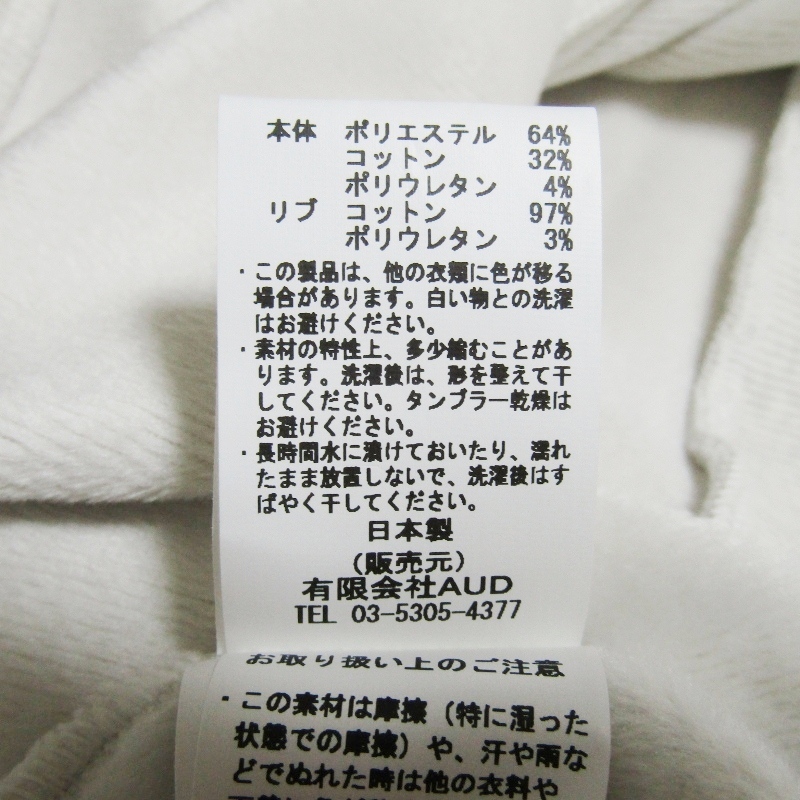 本体 ポリエステル 64%
コットン 32%
ポリウレタン 4%
リブ コットン 97%
ポリウレタン 3%
・この製品は、他の衣類に色が移る
場合があります。白い物との洗濯
はお避けください。
・素材の特性上、多少縮むことがあ
ります。洗濯後は、形を整えて干
してください。タンブラー乾燥は
お避けください。
・長時間水に漬けておいたり、濡れ
たまま放置しないで、洗濯後はす
ばやく干してください。
日本製
(販売元)
有限会社AUD
TEL 03-5305-4377
お取り扱い上のご注意
・この素材は摩擦（特に湿った
状態での摩擦）や、汗や雨な
どでぬれた時は他の衣料や